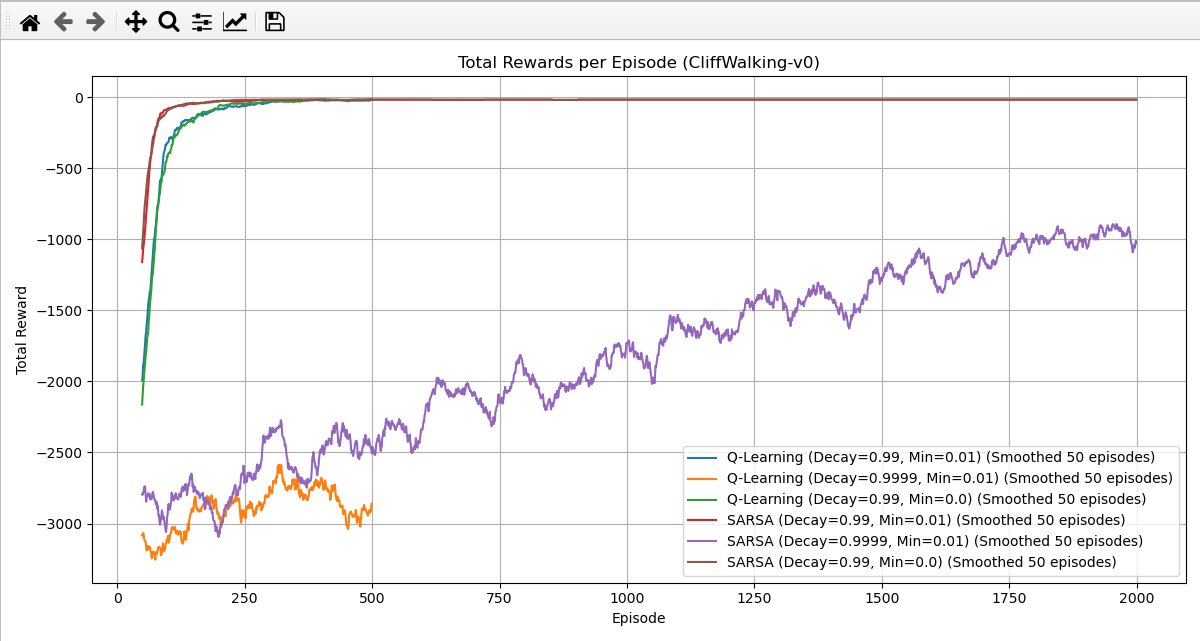 Total Rewards per Episode (CliffWalking-v0)
Total Reward
0
−500
−1000
−1500
−2000
−2500
−3000
Q-Learning (Decay=0.99, Min=0.01) (Smoothed 50 episodes)
Q-Learning (Decay=0.9999, Min=0.01) (Smoothed 50 episodes)
Q-Learning (Decay=0.99, Min=0.0) (Smoothed 50 episodes)
SARSA (Decay=0.99, Min=0.01) (Smoothed 50 episodes)
SARSA (Decay=0.9999, Min=0.01) (Smoothed 50 episodes)
SARSA (Decay=0.99, Min=0.0) (Smoothed 50 episodes)
0 250 500 750 1000 1250 1500 1750 2000
Episode